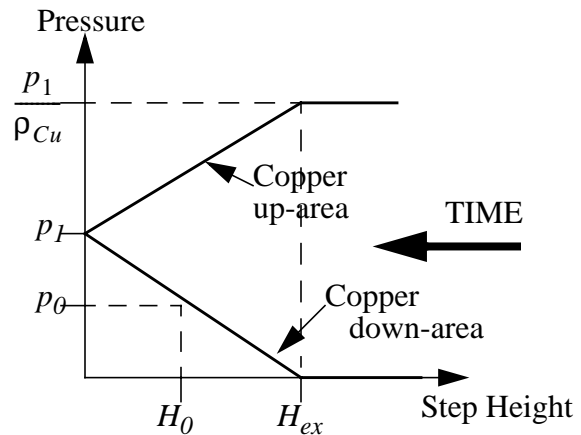 Pressure
p1
ρCu
Copper
up-area
TIME
p1
p0
Copper
down-area
H0
Hex
Step Height